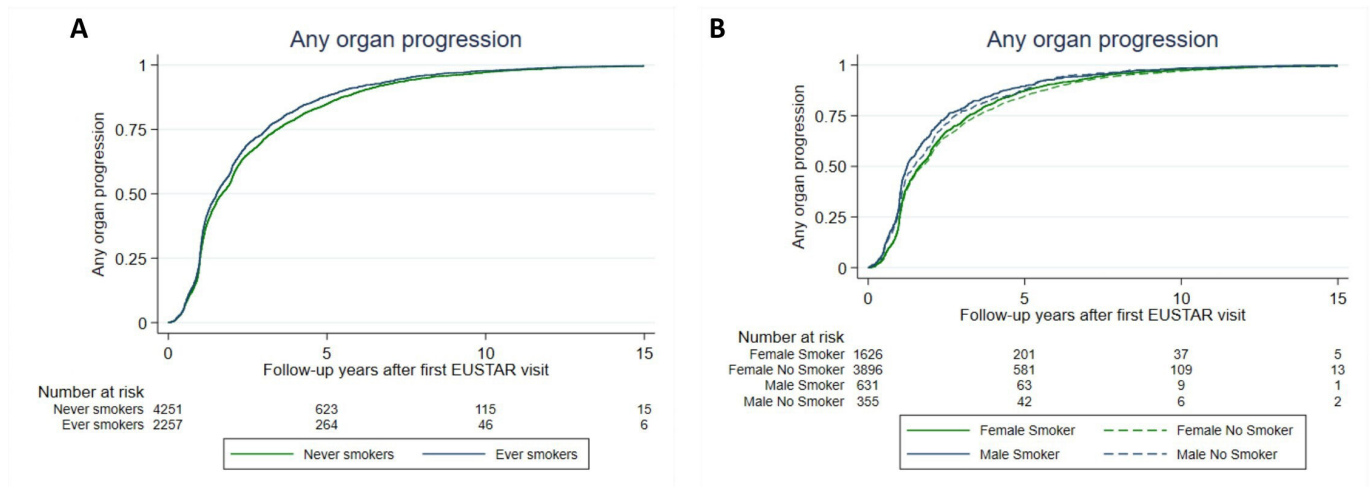 A
Any organ progression
Any organ progression
1
0.75
0.50
0.25
0
0 5 10 15
Follow-up years after first EUSTAR visit
Number at risk
Never smokers 4251 623 115 15
Ever smokers 2257 264 46 6
Never smokers Ever smokers
B
Any organ progression
Any organ progression
1
0.75
0.50
0.25
0
0 5 10 15
Follow-up years after first EUSTAR visit
Number at risk
Female Smoker 1626 201 37 5
Female No Smoker 3896 581 109 13
Male Smoker 631 63 9 1
Male No Smoker 355 42 6 2
Female Smoker Female No Smoker
Male Smoker Male No Smoker